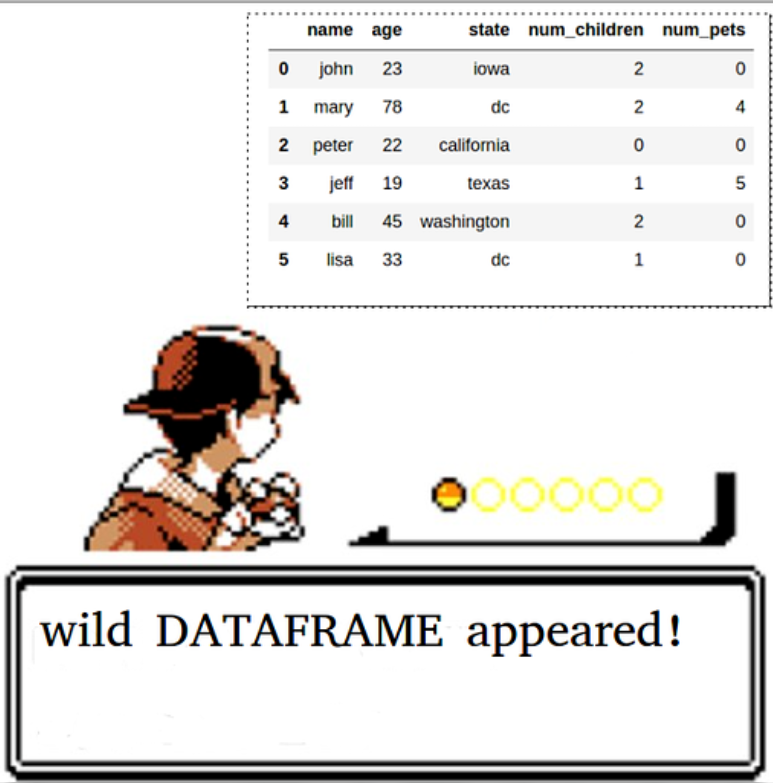 name age state num_children num_pets
0 john 23 iowa 2 0
1 mary 78 dc 2 4
2 peter 22 california 0 0
3 jeff 19 texas 1 5
4 bill 45 washington 2 0
5 lisa 33 dc 1 0
wild DATAFRAME appeared!